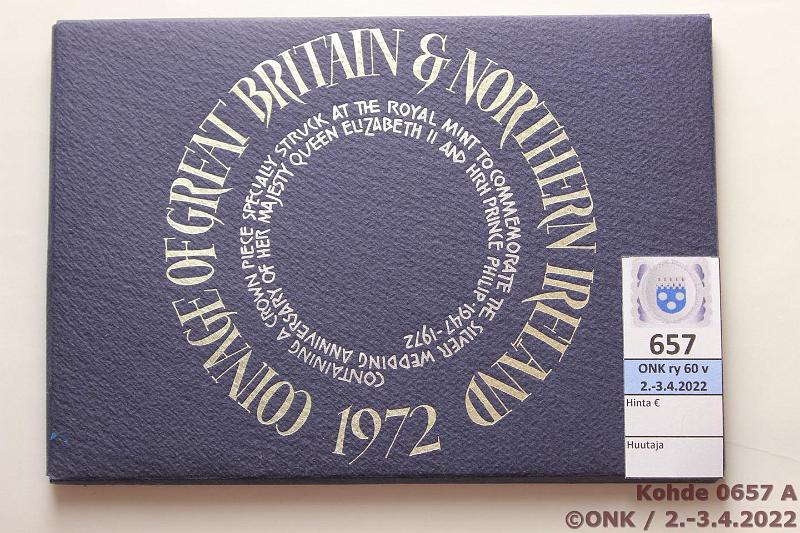 COINAGE OF GREAT BRITAIN & NORTHERN IRELAND
1972
CONTAINING A CROWN PIECE SPECIALLY STRUCK AT THE ROYAL MINT TO COMMEMORATE THE SILVER WEDDING ANNIVERSARY OF HER MAJESTY QUEEN ELIZABETH II AND HRH PRINCE PHILIP · 1947-1972
657
ONK ry 60 v
2.-3.4.2022
Hinta €
Huutaja
Kohde 0657 A
©ONK / 2.-3.4.2022